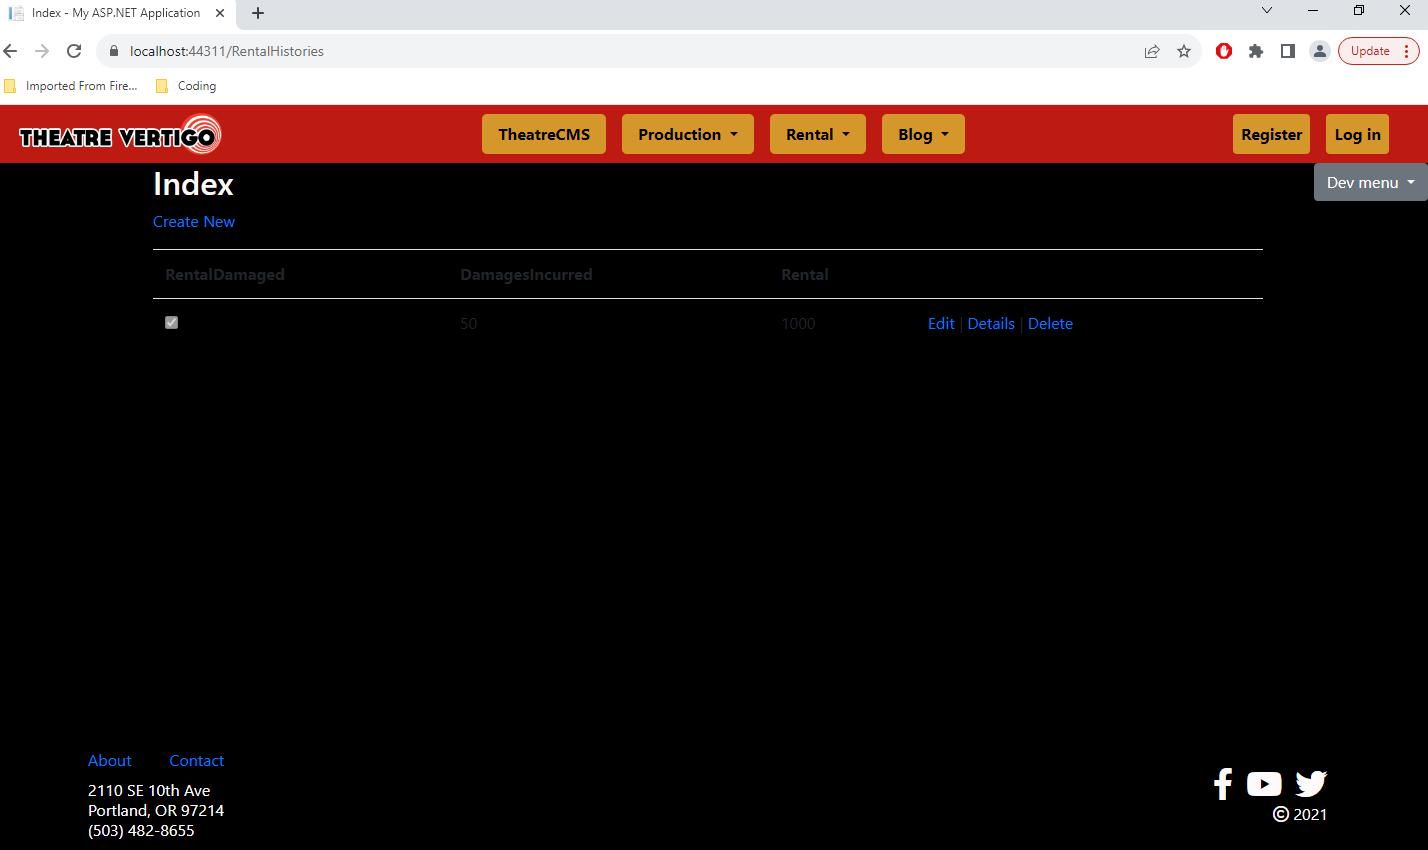 Index - My ASP.NET Application
localhost:44311/RentalHistories
Update
Imported From Fire...
Coding
THEATRE VERTIGO
TheatreCMS
Production
Rental
Blog
Register
Log in
Dev menu
Index
Create New
RentalDamaged DamagesIncurred Rental
50 1000 Edit | Details | Delete
About Contact
2110 SE 10th Ave
Portland, OR 97214
(503) 482-8655
© 2021